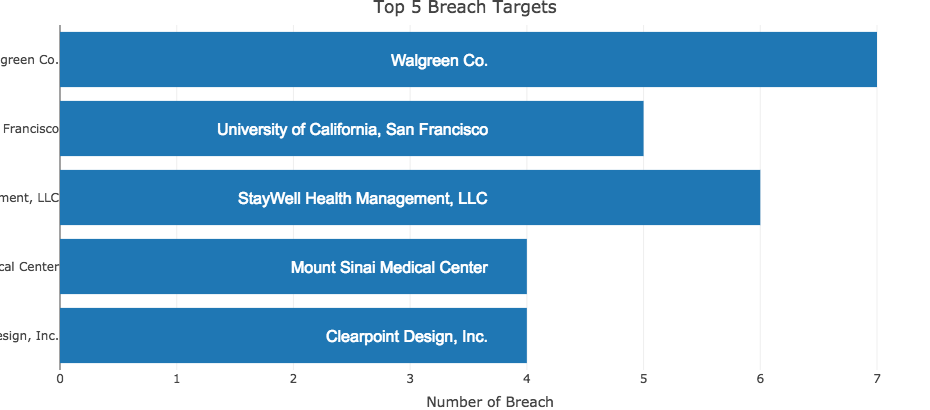 Top 5 Breach Targets
green Co. Walgreen Co.
Francisco University of California, San Francisco
ment, LLC StayWell Health Management, LLC
cal Center Mount Sinai Medical Center
esign, Inc. Clearpoint Design, Inc.
0 1 2 3 4 5 6 7
Number of Breach